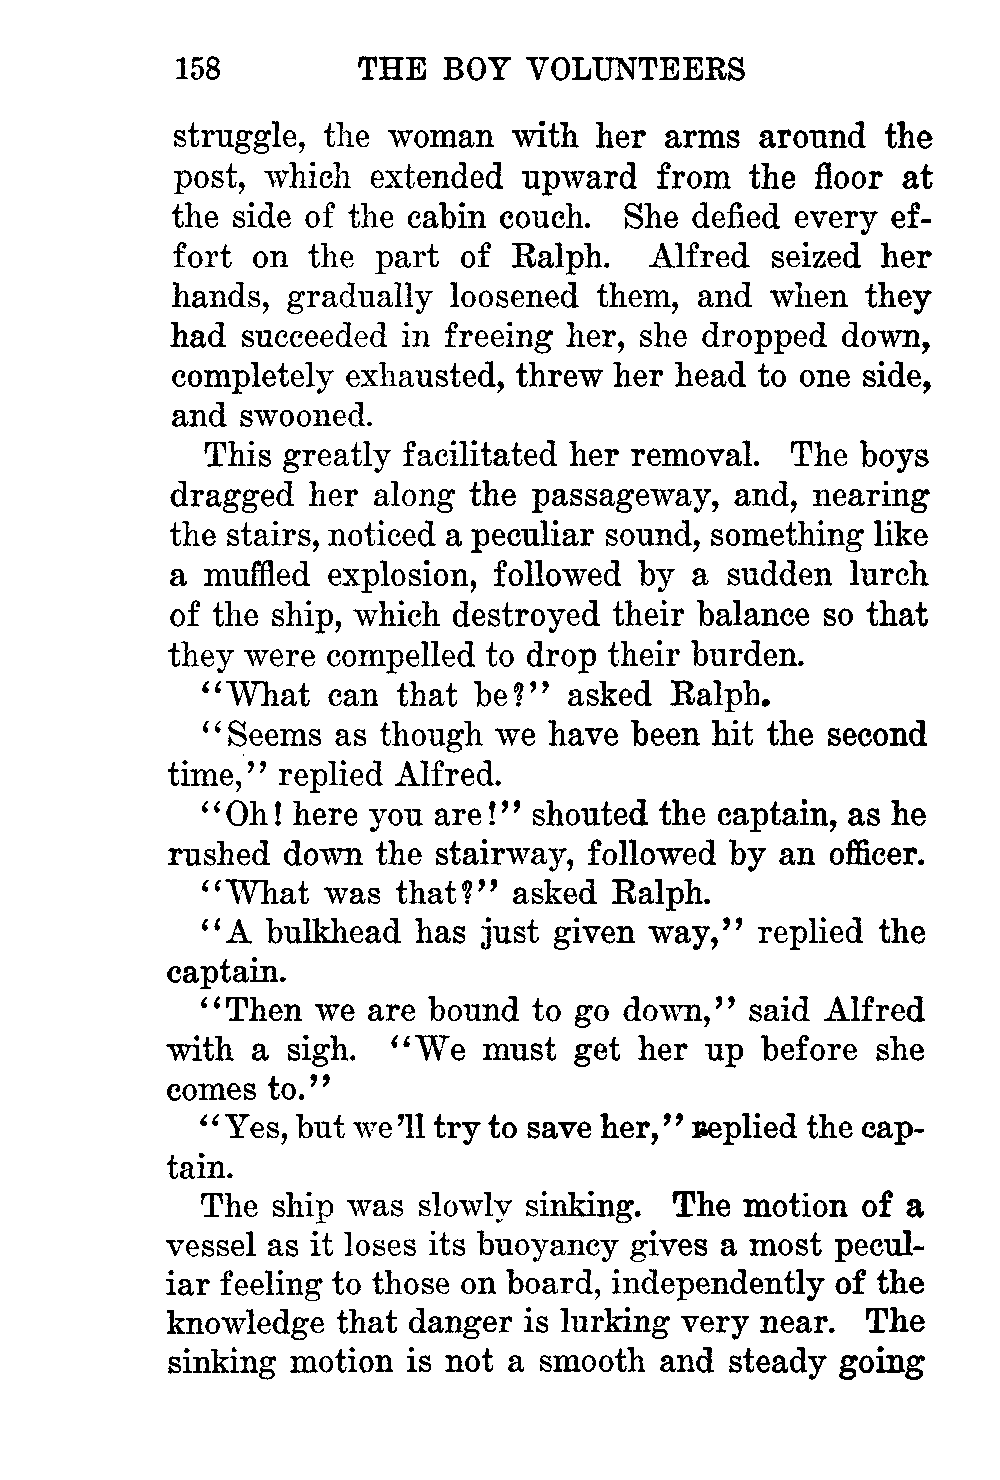 158 THE BOY VOLUNTEERS
struggle, the woman with her arms around the
post, which extended upward from the floor at
the side of the cabin couch. She defied every ef-
fort on the part of Ralph. Alfred seized her
hands, gradually loosened them, and when they
had succeeded in freeing her, she dropped down,
completely exhausted, threw her head to one side,
and swooned.
This greatly facilitated her removal. The boys
dragged her along the passageway, and, nearing
the stairs, noticed a peculiar sound, something like
a muffled explosion, followed by a sudden lurch
of the ship, which destroyed their balance so that
they were compelled to drop their burden.
"What can that be?" asked Ralph.
"Seems as though we have been hit the second
time," replied Alfred.
"Oh! here you are!" shouted the captain, as he
rushed down the stairway, followed by an officer.
"What was that?" asked Ralph.
"A bulkhead has just given way," replied the
captain.
"Then we are bound to go down," said Alfred
with a sigh. "We must get her up before she
comes to."
"Yes, but we'll try to save her," replied the cap-
tain.
The ship was slowly sinking. The motion of a
vessel as it loses its buoyancy gives a most pecul-
iar feeling to those on board, independently of the
knowledge that danger is lurking very near. The
sinking motion is not a smooth and steady going